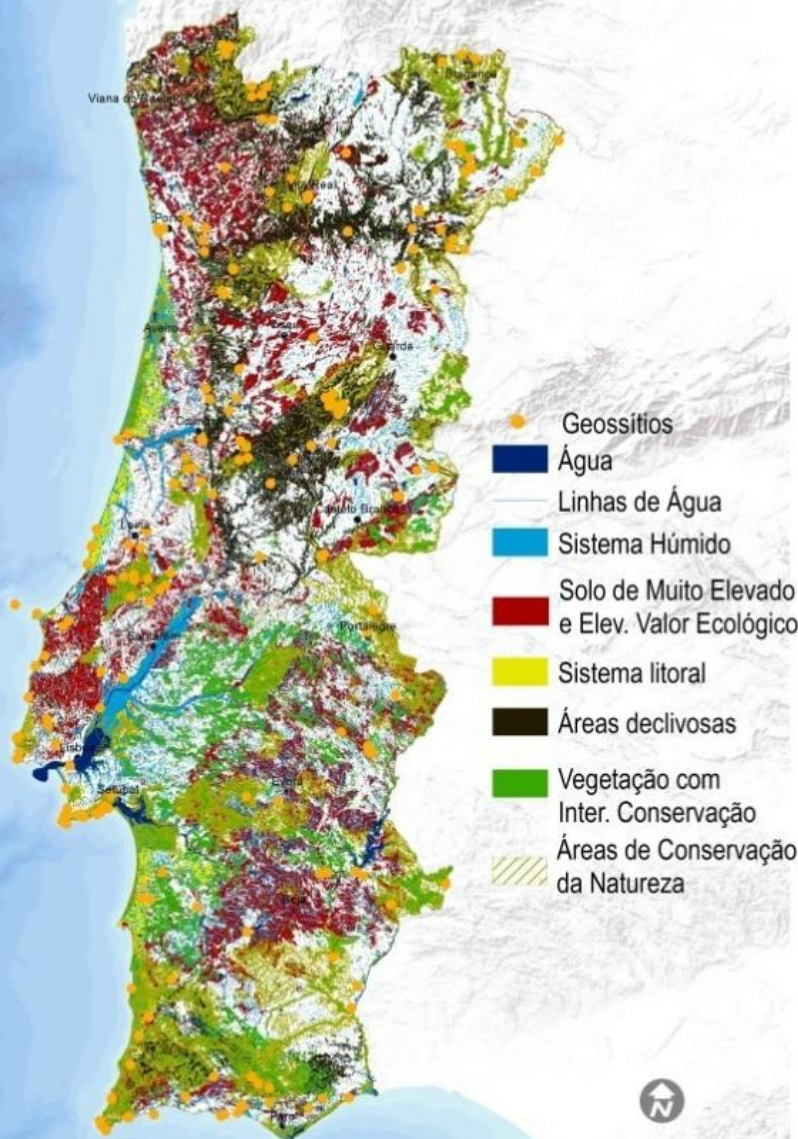 Bragança
Viana do
Vila Real
Porto
Aveiro
Guarda
Castelo Branco
Leiria
Santarém
Portalegre
Lisboa
Setúbal
Évora
Beja
Faro
Geossítios
Água
Linhas de Água
Sistema Húmido
Solo de Muito Elevado
e Elev. Valor Ecológico
Sistema litoral
Áreas declivosas
Vegetação com
Inter. Conservação
Áreas de Conservação
da Natureza
N